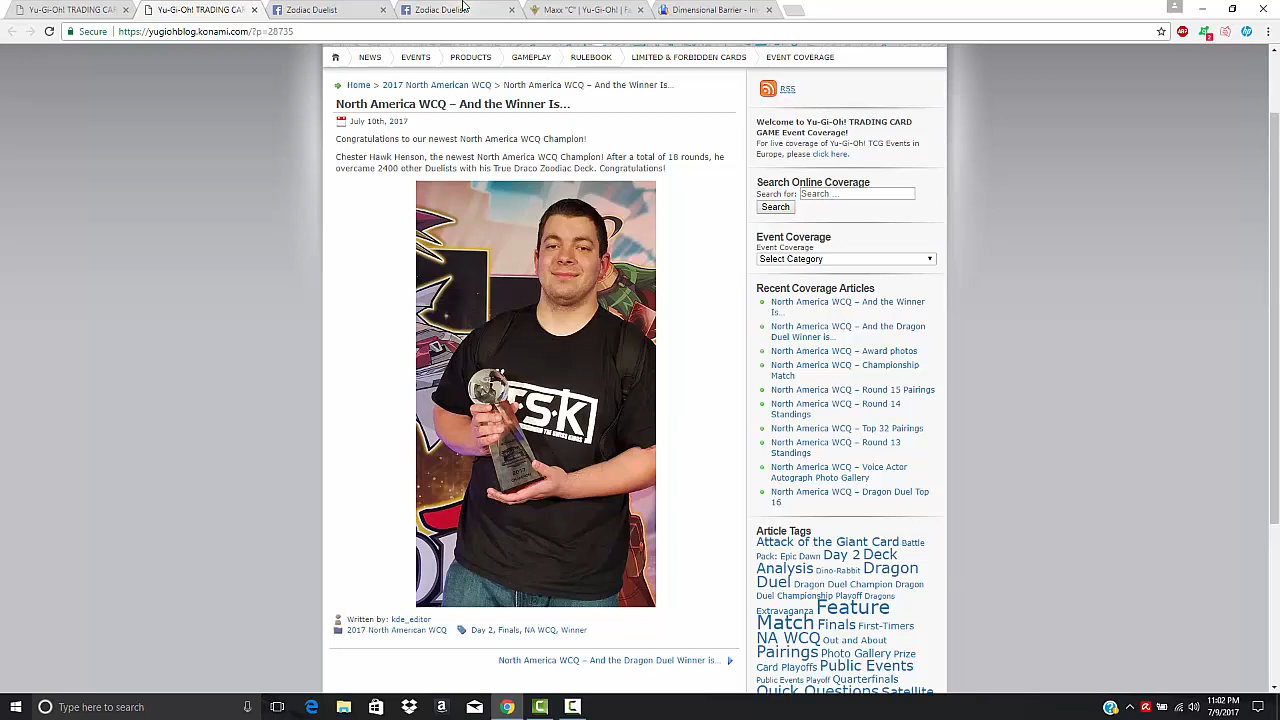 Yu-Gi-Oh! TRADING CAR
Yu-Gi-Oh! TRADING CAR
Zodiac Duelist
Zodiac Duelist
Maxx "C" | Yu-Gi-Oh! | Fa
Dimensional Barrier - Inv
Secure
https://yugiohblog.konami.com/?p=28735
NEWS
EVENTS
PRODUCTS
GAMEPLAY
RULEBOOK
LIMITED & FORBIDDEN CARDS
EVENT COVERAGE
Home > 2017 North American WCQ > North America WCQ – And the Winner Is...
North America WCQ – And the Winner Is...
July 10th, 2017
Congratulations to our newest North America WCQ Champion!
Chester Hawk Henson, the newest North America WCQ Champion! After a total of 18 rounds, he
overcame 2400 other Duelists with his True Draco Zoodiac Deck. Congratulations!
2017
Written by: kde_editor
2017 North American WCQ
Day 2, Finals, NA WCQ, Winner
North America WCQ – And the Dragon Duel Winner is...
RSS
Welcome to Yu-Gi-Oh! TRADING CARD
GAME Event Coverage!
For live coverage of Yu-Gi-Oh! TCG Events in
Europe, please click here.
Search Online Coverage
Search for: Search ...
Search
Event Coverage
Event Coverage
Select Category
Recent Coverage Articles
North America WCQ – And the Winner
Is...
North America WCQ – And the Dragon
Duel Winner is...
North America WCQ – Award photos
North America WCQ – Championship
Match
North America WCQ – Round 15 Pairings
North America WCQ – Round 14
Standings
North America WCQ – Top 32 Pairings
North America WCQ – Round 13
Standings
North America WCQ – Voice Actor
Autograph Photo Gallery
North America WCQ – Dragon Duel Top
16
Article Tags
Attack of the Giant Card Battle
Pack: Epic Dawn Day 2 Deck
Analysis Dino-Rabbit Dragon
Duel Dragon Duel Champion Dragon
Duel Championship Playoff Dragons
Extravaganza Feature
Match Finals First-Timers
NA WCQ Out and About
Pairings Photo Gallery Prize
Card Playoffs Public Events
Public Events Playoff Quarterfinals
Quick Questions Satellite
Type here to search
11:02 PM
7/9/2017